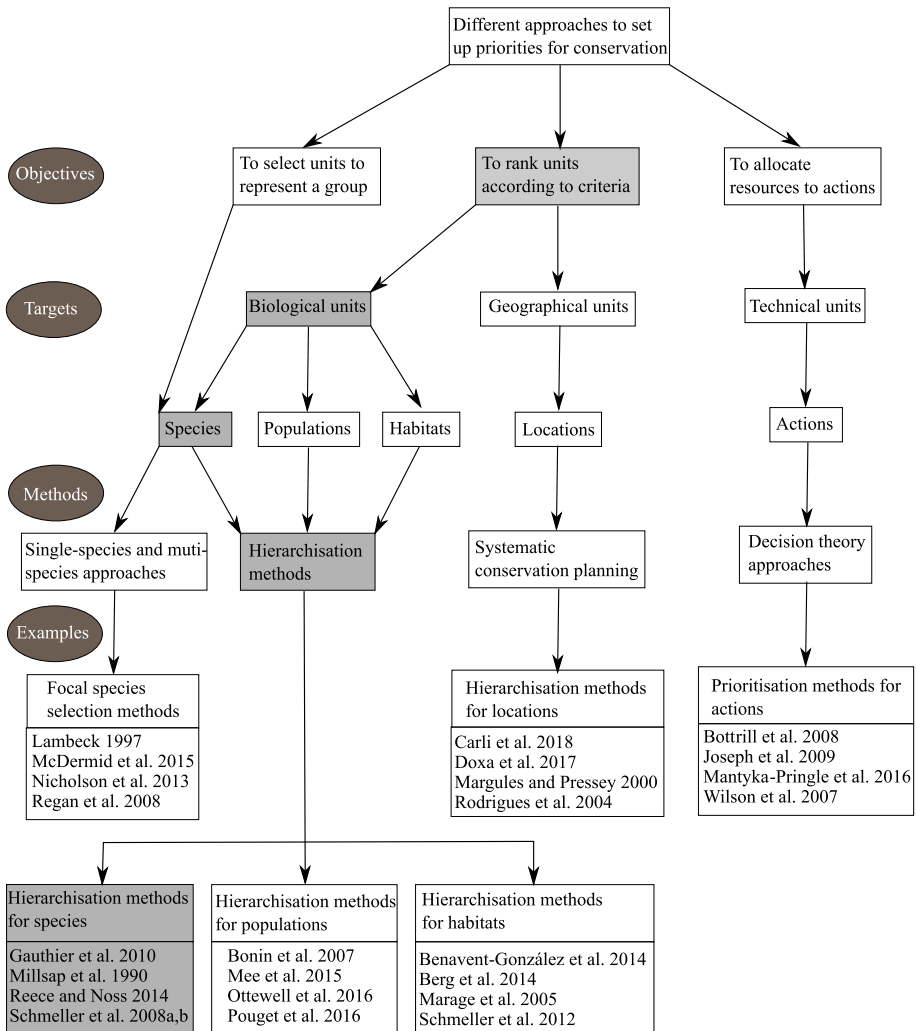 Different approaches to set
up priorities for conservation
Objectives
To select units to
represent a group
To rank units
according to criteria
To allocate
resources to actions
Targets
Biological units
Geographical units
Technical units
Species
Populations
Habitats
Locations
Actions
Methods
Single-species and muti-
species approaches
Hierarchisation
methods
Systematic
conservation planning
Decision theory
approaches
Examples
Focal species
selection methods
Lambeck 1997
McDermid et al. 2015
Nicholson et al. 2013
Regan et al. 2008
Hierarchisation methods
for locations
Carli et al. 2018
Doxa et al. 2017
Margules and Pressey 2000
Rodrigues et al. 2004
Prioritisation methods for
actions
Bottrill et al. 2008
Joseph et al. 2009
Mantyka-Pringle et al. 2016
Wilson et al. 2007
Hierarchisation methods
for species
Gauthier et al. 2010
Millsap et al. 1990
Reece and Noss 2014
Schmeller et al. 2008a,b
Hierarchisation methods
for populations
Bonin et al. 2007
Mee et al. 2015
Ottewell et al. 2016
Pouget et al. 2016
Hierarchisation methods
for habitats
Benavent-González et al. 2014
Berg et al. 2014
Marage et al. 2005
Schmeller et al. 2012